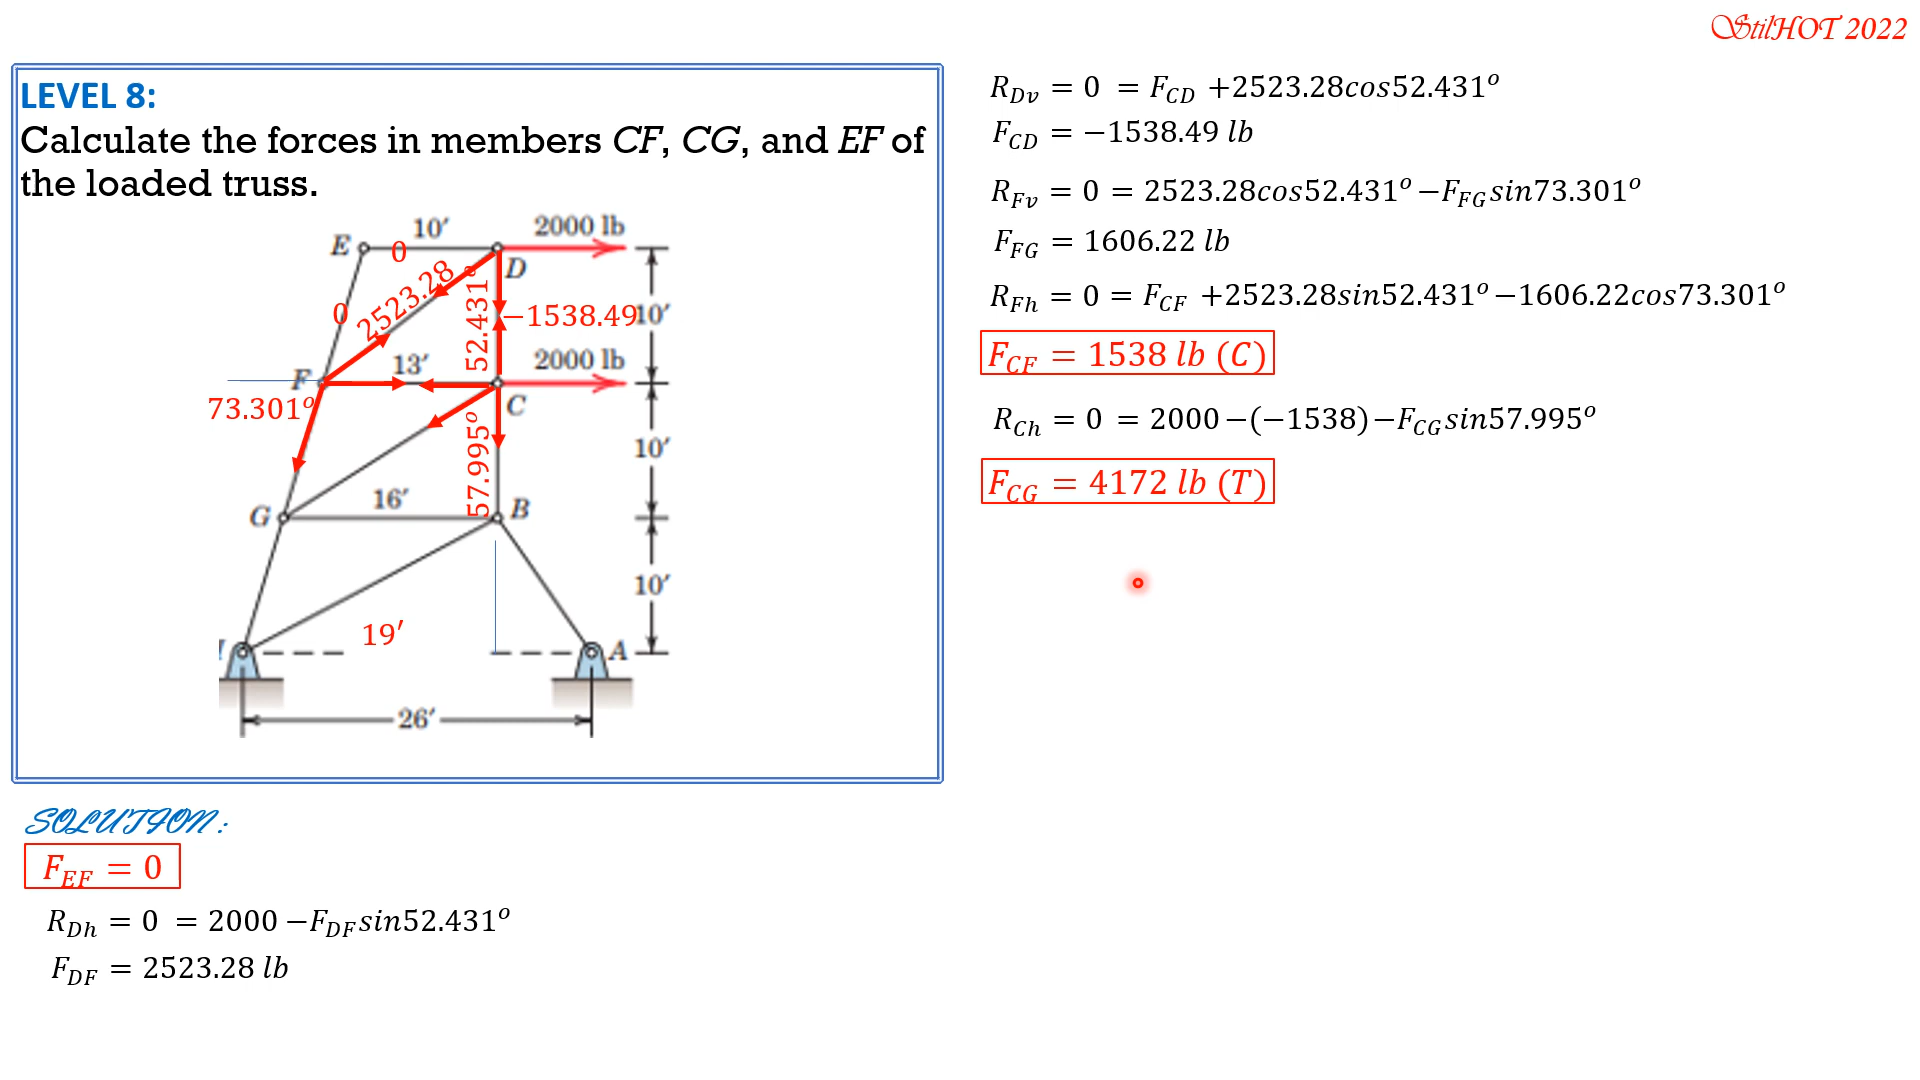 StilHOT 2022
LEVEL 8:
Calculate the forces in members CF, CG, and EF of
the loaded truss.
10′
2000 lb
E
0
D
2523.28
52.431°
0
−1538.49
10′
13′
2000 lb
F
73.301°
C
57.995°
10′
16′
G
B
10′
19′
A
26′
SOLUTION:
F_EF = 0
R_Dh = 0 = 2000 −F_DF sin52.431°
F_DF = 2523.28 lb
R_Dv = 0 = F_CD +2523.28cos52.431°
F_CD = −1538.49 lb
R_Fv = 0 = 2523.28cos52.431° −F_FG sin73.301°
F_FG = 1606.22 lb
R_Fh = 0 = F_CF +2523.28sin52.431° −1606.22cos73.301°
F_CF = 1538 lb (C)
R_Ch = 0 = 2000 −(−1538) −F_CG sin57.995°
F_CG = 4172 lb (T)